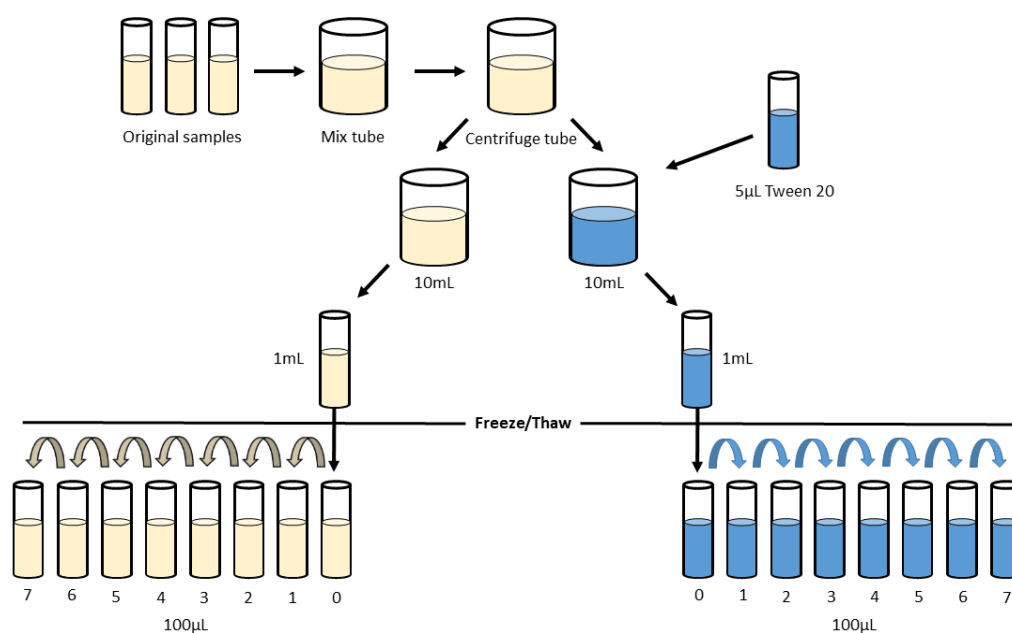 Original samples
Mix tube
Centrifuge tube
5µL Tween 20
10mL
10mL
1mL
1mL
Freeze/Thaw
7 6 5 4 3 2 1 0
0 1 2 3 4 5 6 7
100µL
100µL